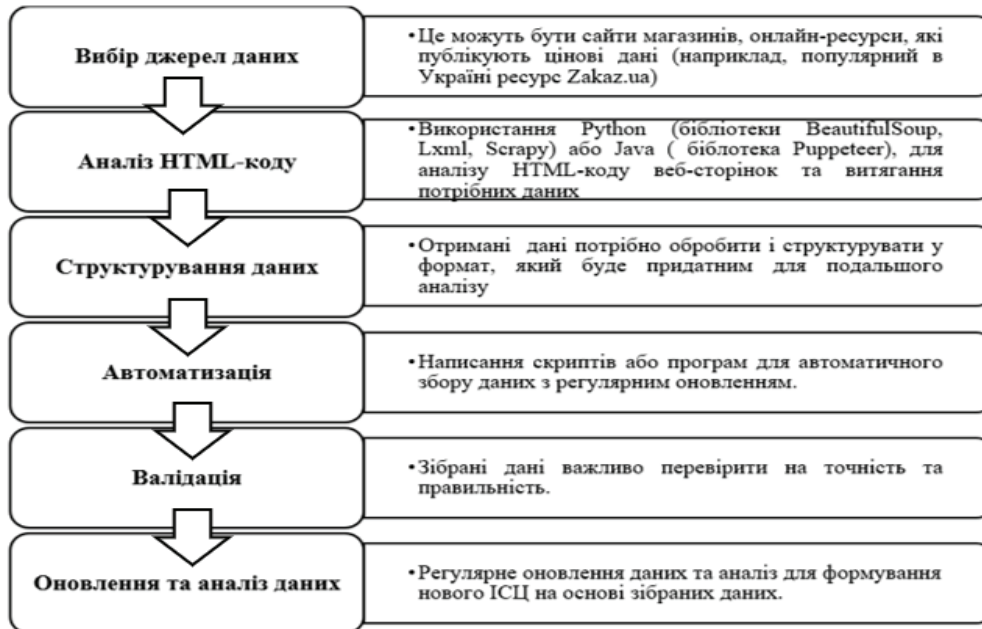 Вибір джерел даних
•Це можуть бути сайти магазинів, онлайн-ресурси, які
публікують цінові дані (наприклад, популярний в
Україні ресурс Zakaz.ua)
Аналіз HTML-коду
•Використання Python (бібліотеки BeautifulSoup,
Lxml, Scrapy) або Java ( біблотека Puppeteer), для
аналізу HTML-коду веб-сторінок та витягання
потрібних даних
Структурування даних
•Отримані дані потрібно обробити і структурувати у
формат, який буде придатним для подальшого
аналізу
Автоматизація
•Написання скриптів або програм для автоматичного
збору даних з регулярним оновленням.
Валідація
•Зібрані дані важливо перевірити на точність та
правильність.
Оновлення та аналіз даних
•Регулярне оновлення даних та аналіз для формування
нового ІСЦ на основі зібраних даних.